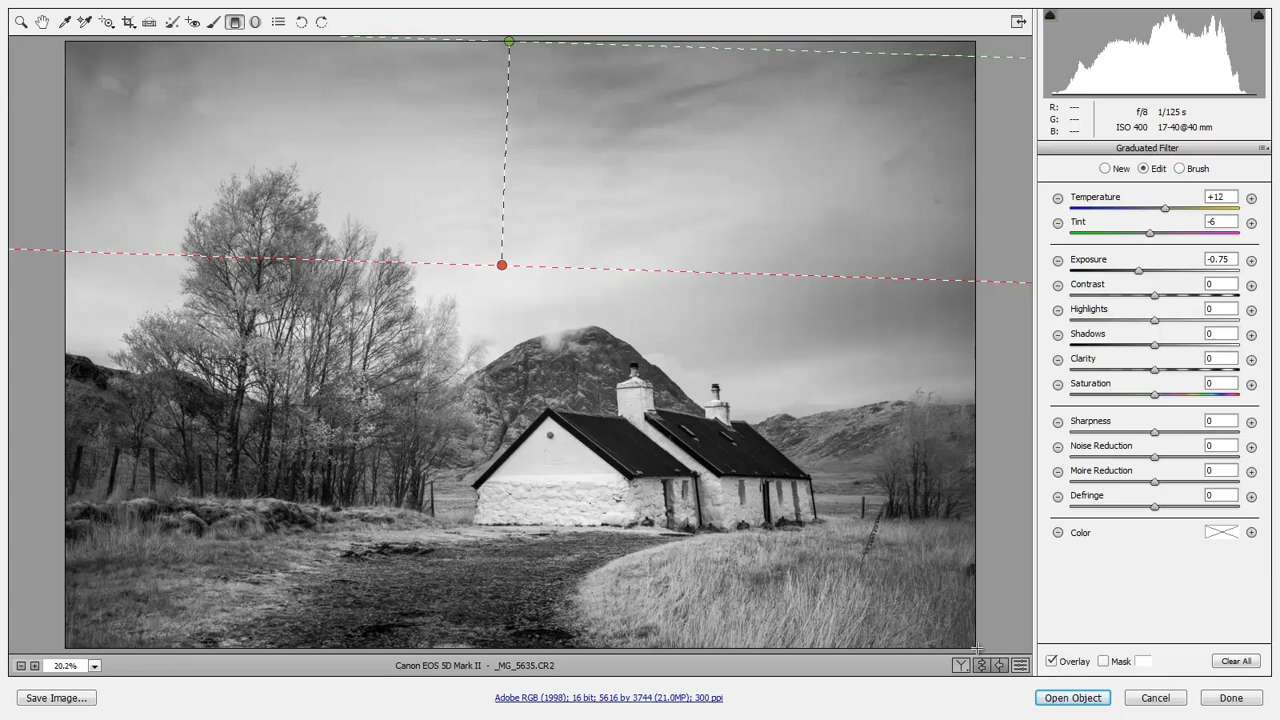 R: ---
G: ---
B: ---
f/8 1/125 s
ISO 400 17-40@40 mm
Graduated Filter
New Edit Brush
Temperature +12
Tint -6
Exposure -0.75
Contrast 0
Highlights 0
Shadows 0
Clarity 0
Saturation 0
Sharpness 0
Noise Reduction 0
Moire Reduction 0
Defringe 0
Color
20.2% Canon EOS 5D Mark II - _MG_5635.CR2 Y
Overlay Mask Clear All
Save Image... Adobe RGB (1998); 16 bit; 5616 by 3744 (21.0MP); 300 ppi Open Object Cancel Done